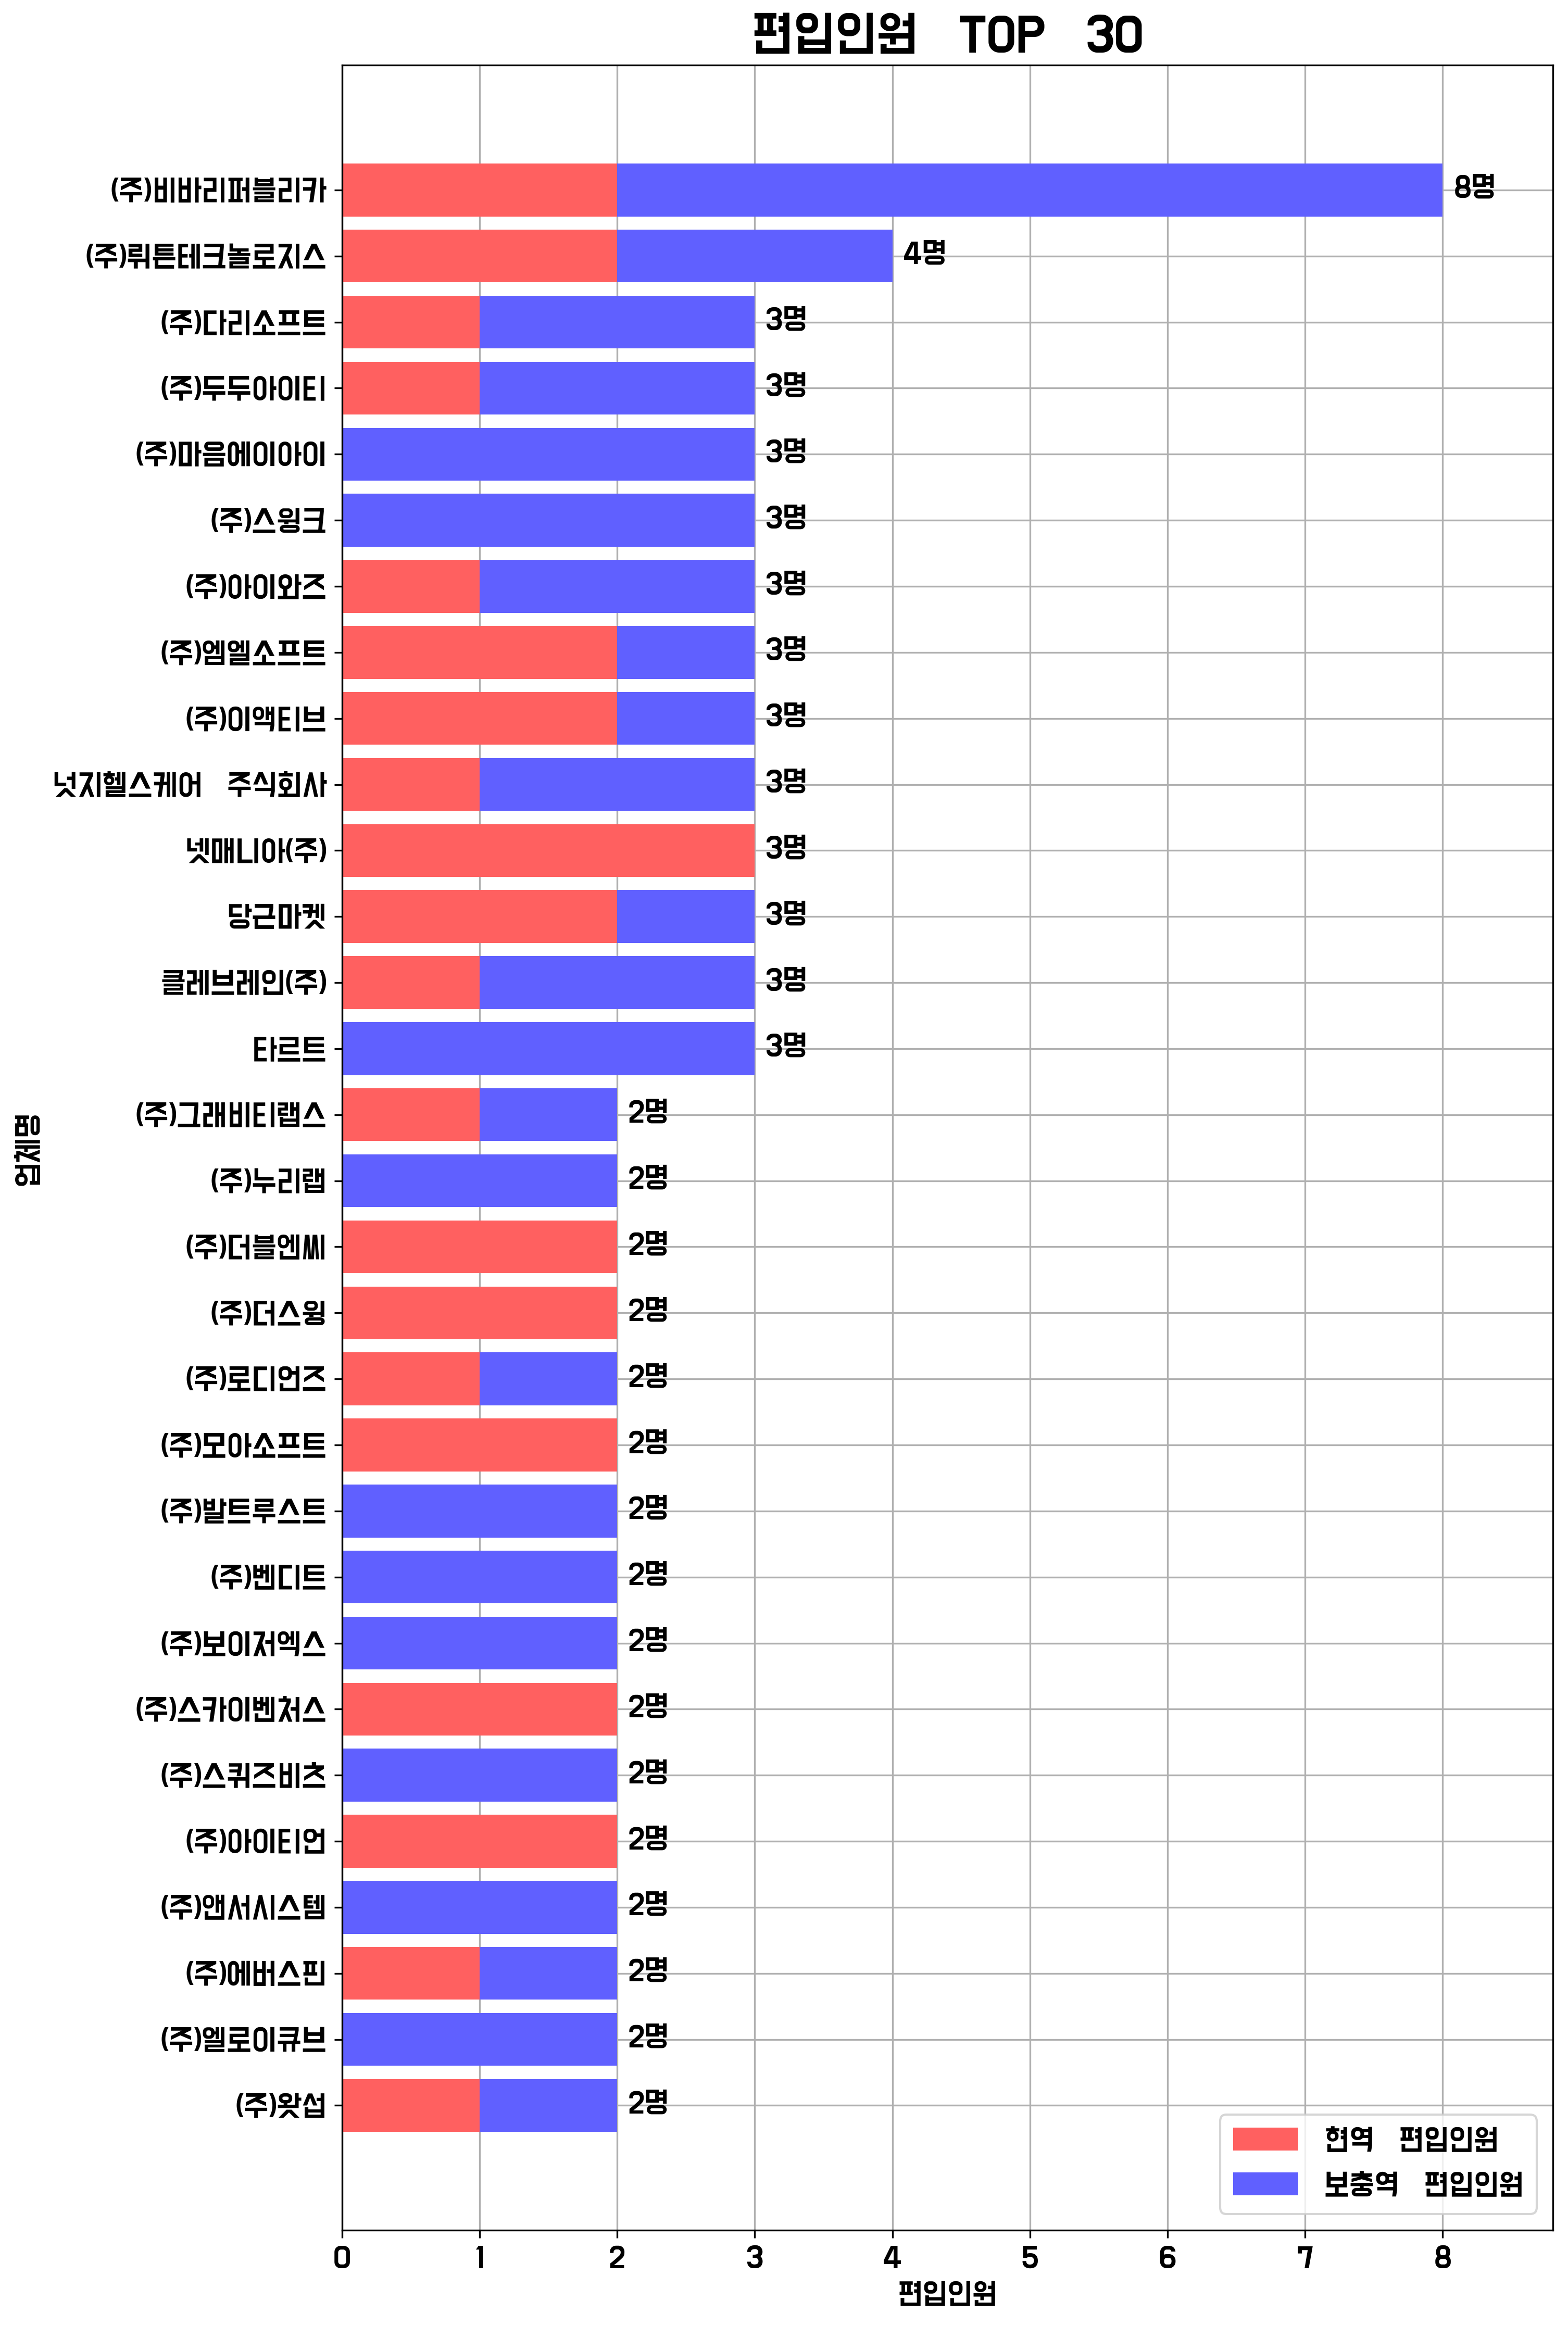 편입인원 TOP 30
(주)비바리퍼블리카 8명
(주)뤼튼테크놀로지스 4명
(주)다리소프트 3명
(주)두두아이티 3명
(주)마음에이아이 3명
(주)스윙크 3명
(주)아이와즈 3명
(주)엠엘소프트 3명
(주)이액티브 3명
넛지헬스케어 주식회사 3명
넷매니아(주) 3명
당근마켓 3명
클레브레인(주) 3명
타르트 3명
(주)그래비티랩스 2명
(주)누리랩 2명
(주)더블엔씨 2명
(주)더스윙 2명
(주)로디언즈 2명
(주)모아소프트 2명
(주)발트루스트 2명
(주)벤디트 2명
(주)보이저엑스 2명
(주)스카이벤처스 2명
(주)스퀴즈비츠 2명
(주)아이티언 2명
(주)앤서시스템 2명
(주)에버스핀 2명
(주)엘로이큐브 2명
(주)왓섭 2명
업체명
현역 편입인원
보충역 편입인원
0 1 2 3 4 5 6 7 8
편입인원